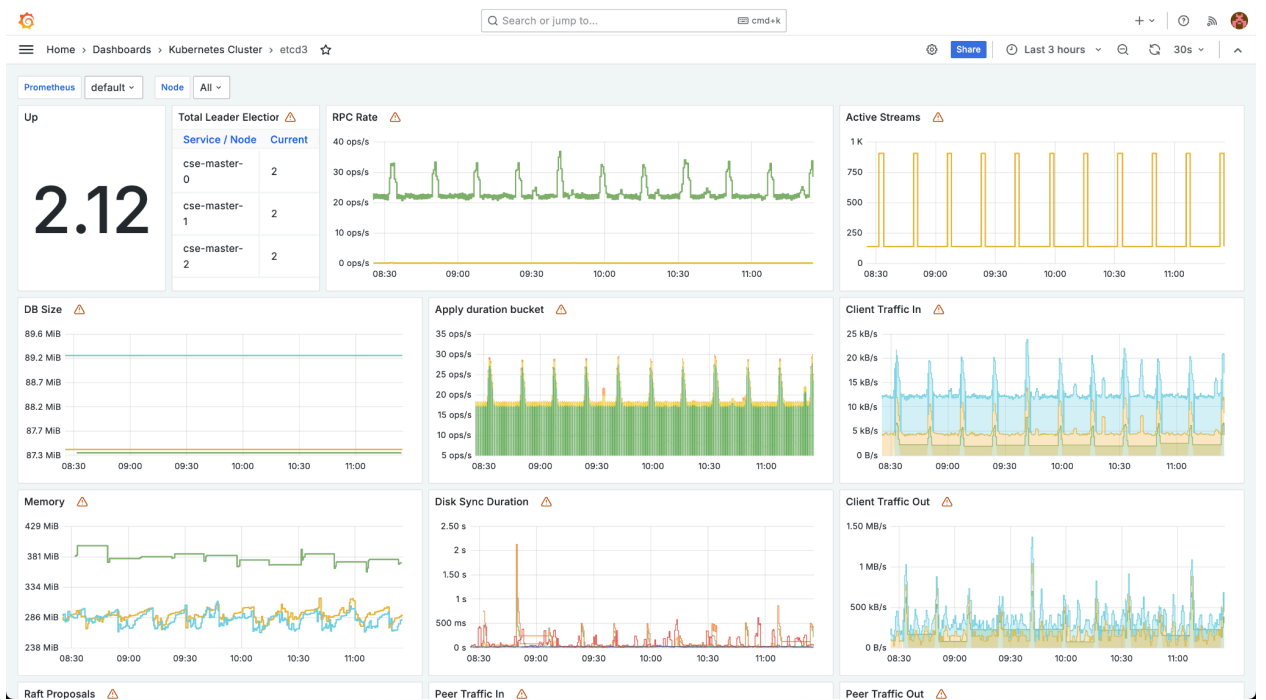 Search or jump to...
cmd+k
Home › Dashboards › Kubernetes Cluster › etcd3
Share
Last 3 hours
30s
Prometheus
default
Node
All
Up
2.12
Total Leader Election
Service / Node Current
cse-master-
0
2
cse-master-
1
2
cse-master-
2
2
RPC Rate
40 ops/s
30 ops/s
20 ops/s
10 ops/s
0 ops/s
08:30 09:00 09:30 10:00 10:30 11:00
Active Streams
1 K
750
500
250
0
08:30 09:00 09:30 10:00 10:30 11:00
DB Size
89.6 MiB
89.2 MiB
88.7 MiB
88.2 MiB
87.7 MiB
87.3 MiB
08:30 09:00 09:30 10:00 10:30 11:00
Apply duration bucket
35 ops/s
30 ops/s
25 ops/s
20 ops/s
15 ops/s
10 ops/s
5 ops/s
08:30 09:00 09:30 10:00 10:30 11:00
Client Traffic In
25 kB/s
20 kB/s
15 kB/s
10 kB/s
5 kB/s
0 B/s
08:30 09:00 09:30 10:00 10:30 11:00
Memory
429 MiB
381 MiB
334 MiB
286 MiB
238 MiB
08:30 09:00 09:30 10:00 10:30 11:00
Disk Sync Duration
2.50 s
2 s
1.50 s
1 s
500 ms
0 s
08:30 09:00 09:30 10:00 10:30 11:00
Client Traffic Out
1.50 MB/s
1 MB/s
500 kB/s
0 B/s
08:30 09:00 09:30 10:00 10:30 11:00
Raft Proposals
Peer Traffic In
Peer Traffic Out